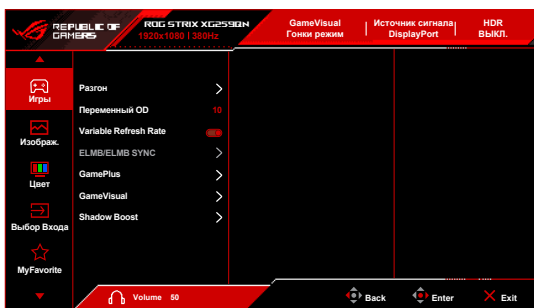 REPUBLIC OF
GAMERS
ROG STRIX XG259QN
1920x1080 | 380Hz
GameVisual
Гонки режим
Источник сигнала
DisplayPort
HDR
ВЫКЛ.
Игры
Изображ.
Цвет
Выбор Входа
MyFavorite
Разгон
Переменный OD 10
Variable Refresh Rate
ELMB/ELMB SYNC
GamePlus
GameVisual
Shadow Boost
Volume 50
Back
Enter
Exit